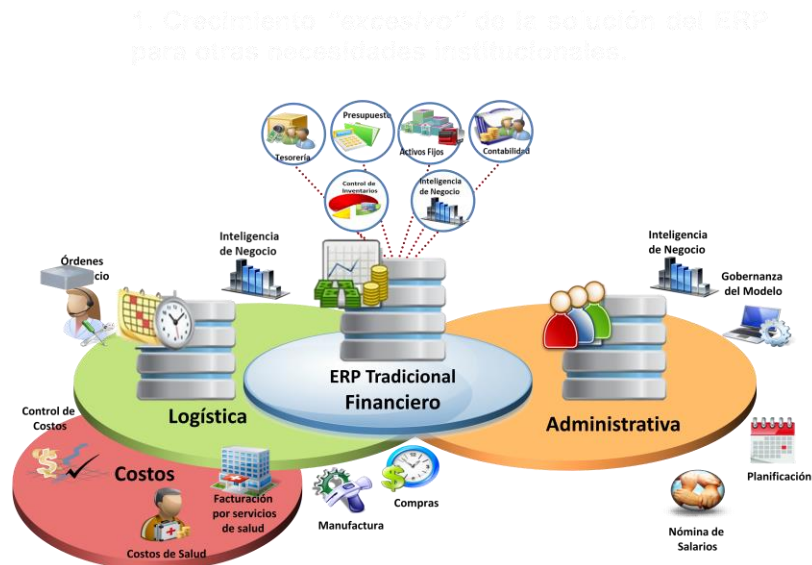 1. Crecimiento "excesivo" de la solución del ERP
para otras necesidades institucionales.
Tesorería
Presupuesto
Activos Fijos
Contabilidad
Control de
Inventarios
Inteligencia
de Negocio
Inteligencia
de Negocio
Órdenes
Logística
ERP Tradicional
Financiero
Inteligencia
de Negocio
Gobernanza
del Modelo
Administrativa
Control de
Costos
Costos
Facturación
por servicios
de salud
Costos de Salud
Manufactura
Compras
Nómina de
Salarios
Planificación